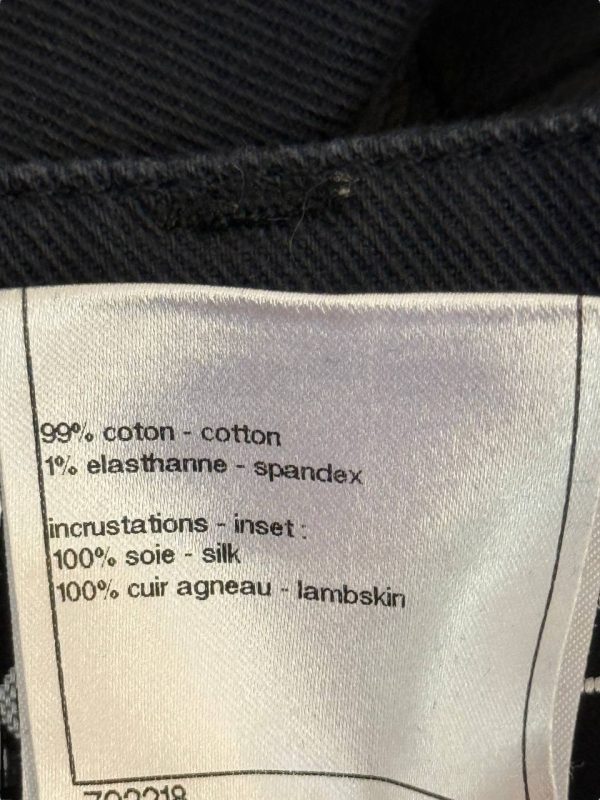 99% coton - cotton
1% elasthanne - spandex
incrustations - inset :
100% soie - silk
100% cuir agneau - lambskin